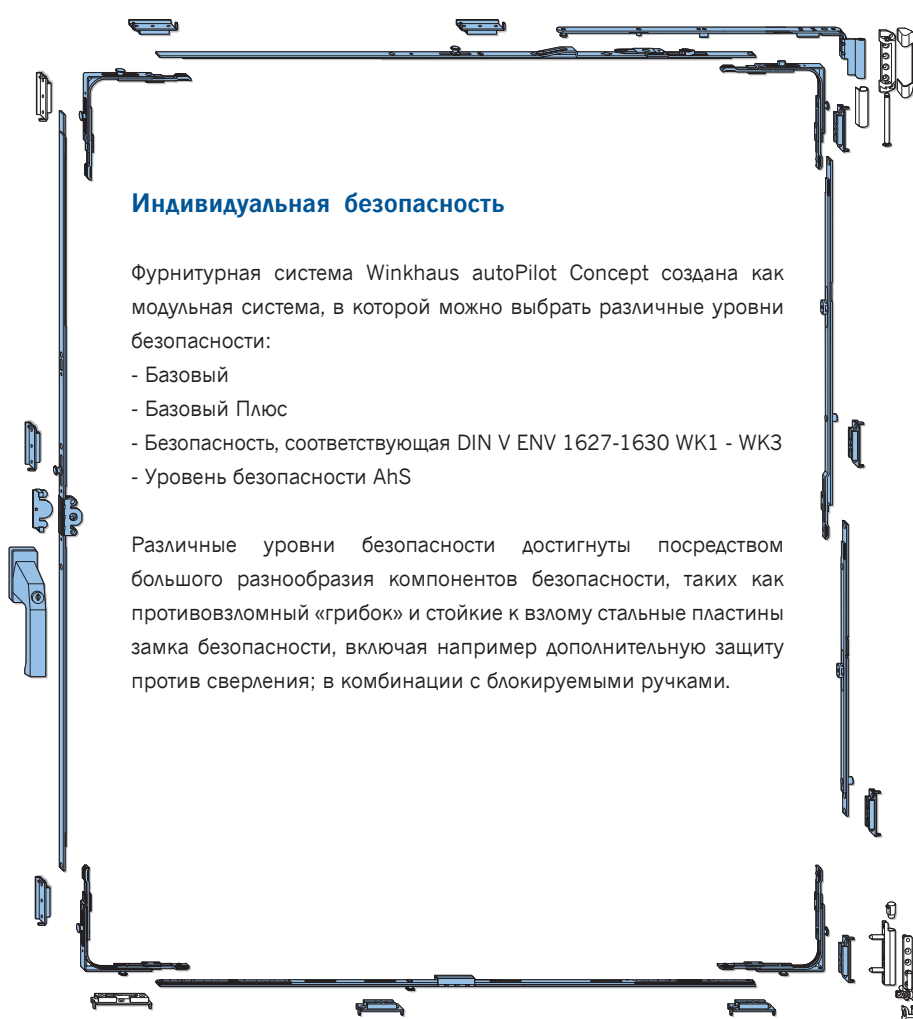 Индивидуальная безопасность
Фурнитурная система Winkhaus autoPilot Concept создана как
модульная система, в которой можно выбрать различные уровни
безопасности:
- Базовый
- Базовый Плюс
- Безопасность, соответствующая DIN V ENV 1627-1630 WK1 - WK3
- Уровень безопасности AhS
Различные уровни безопасности достигнуты посредством
большого разнообразия компонентов безопасности, таких как
противовзломный «грибок» и стойкие к взлому стальные пластины
замка безопасности, включая например дополнительную защиту
против сверления; в комбинации с блокируемыми ручками.